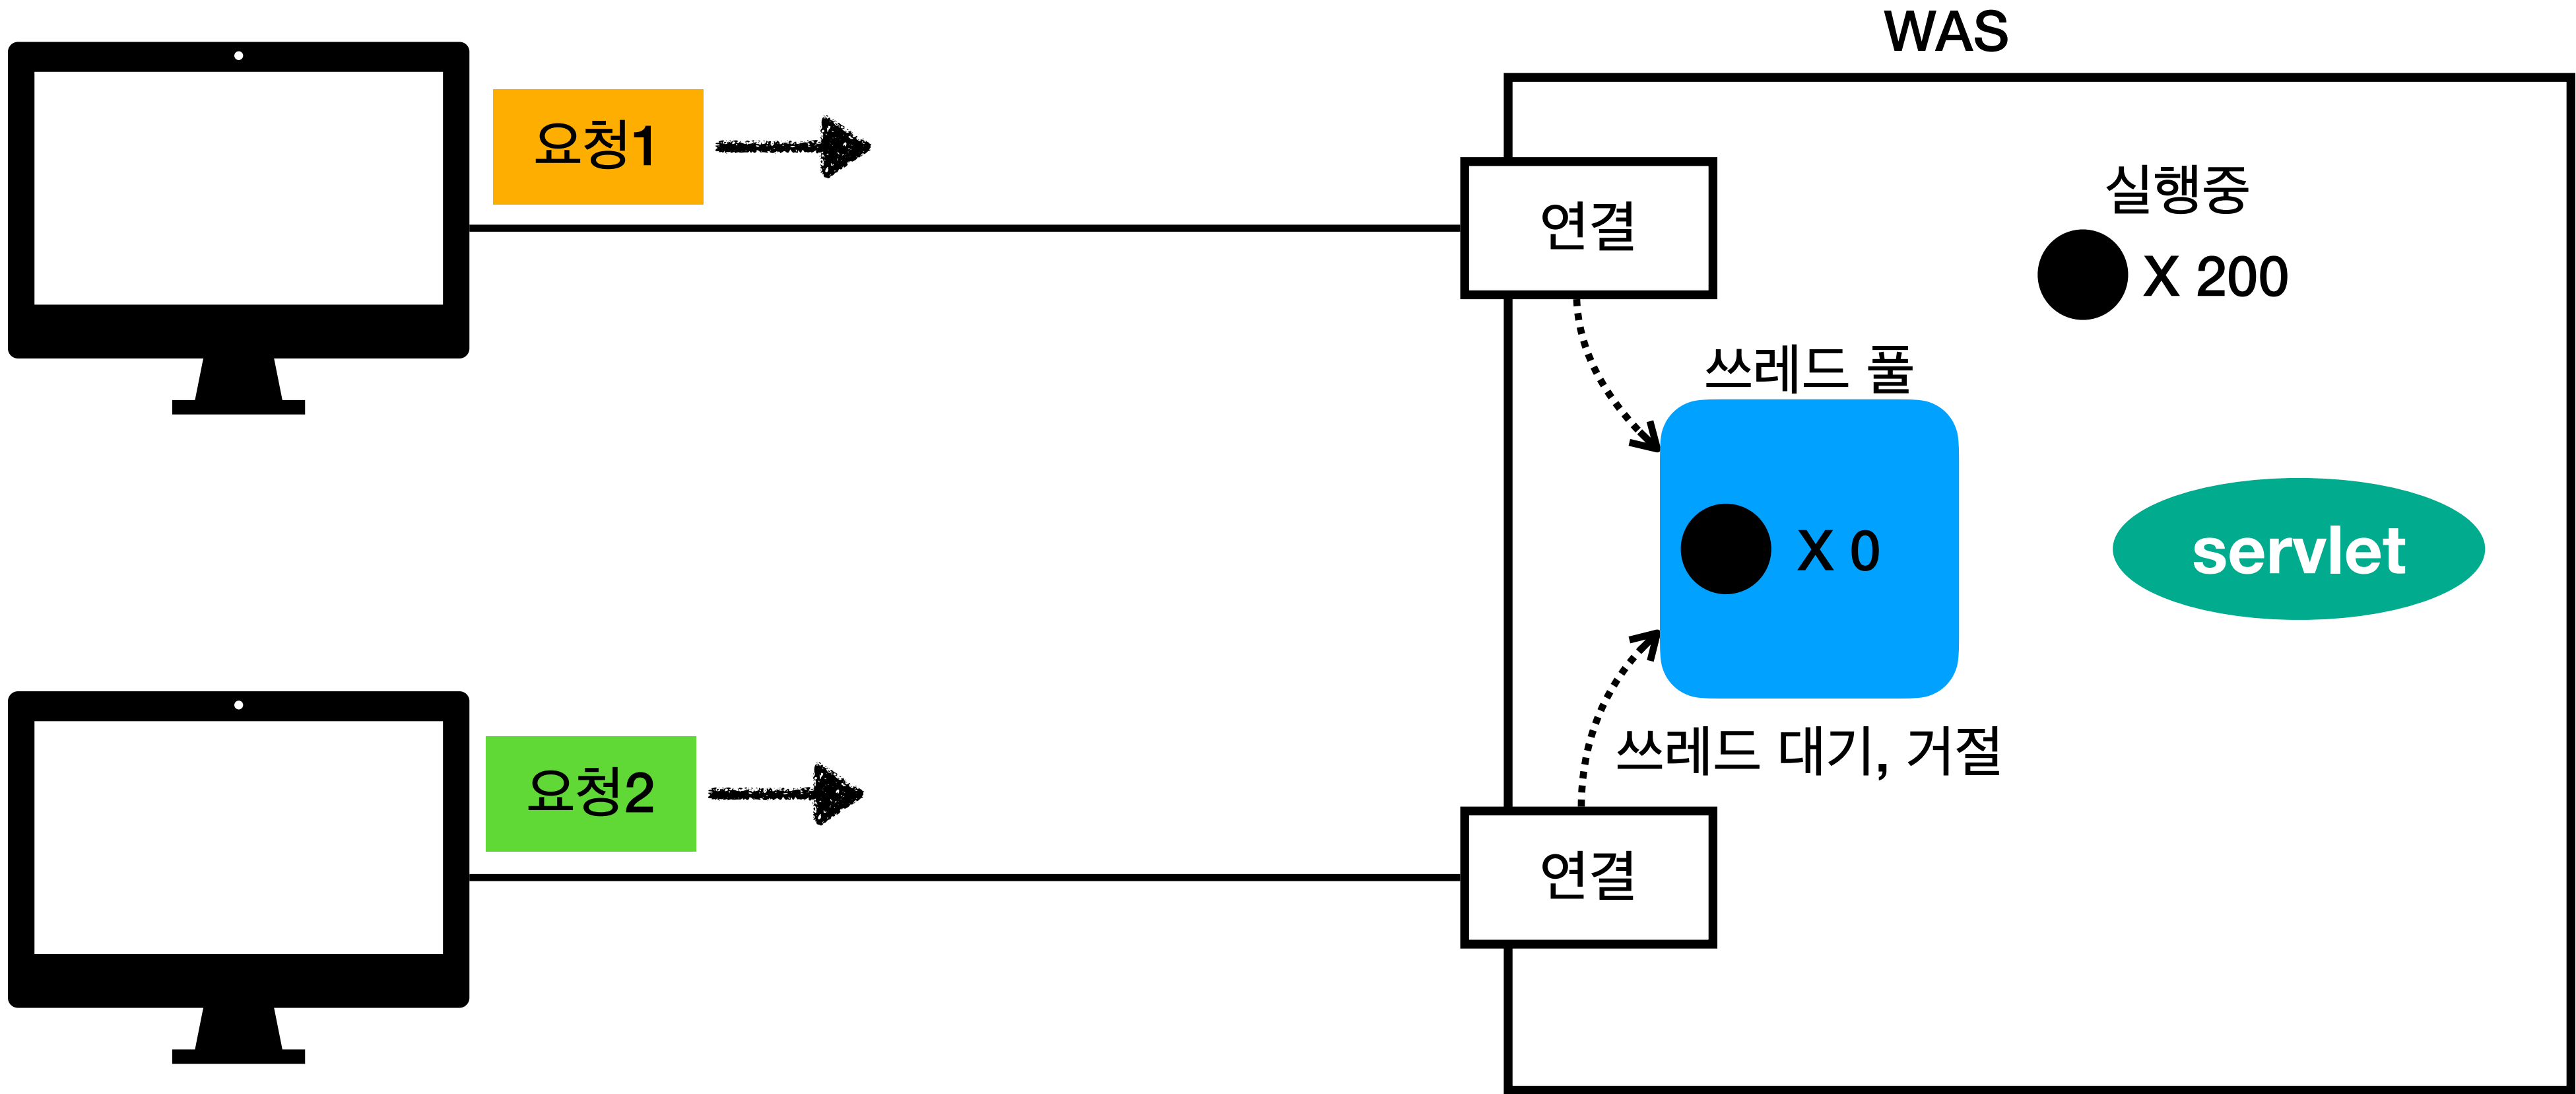 WAS
요청1
연결
실행중
X 200
쓰레드 풀
X 0
servlet
쓰레드 대기, 거절
요청2
연결